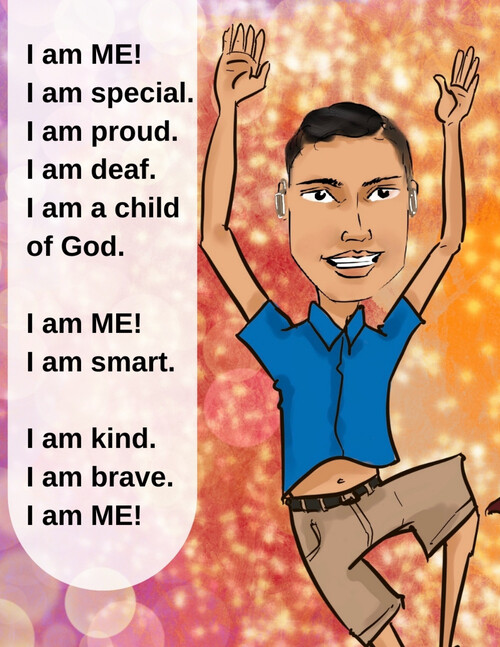 I am ME!
I am special.
I am proud.
I am deaf.
I am a child
of God.
I am ME!
I am smart.
I am kind.
I am brave.
I am ME!